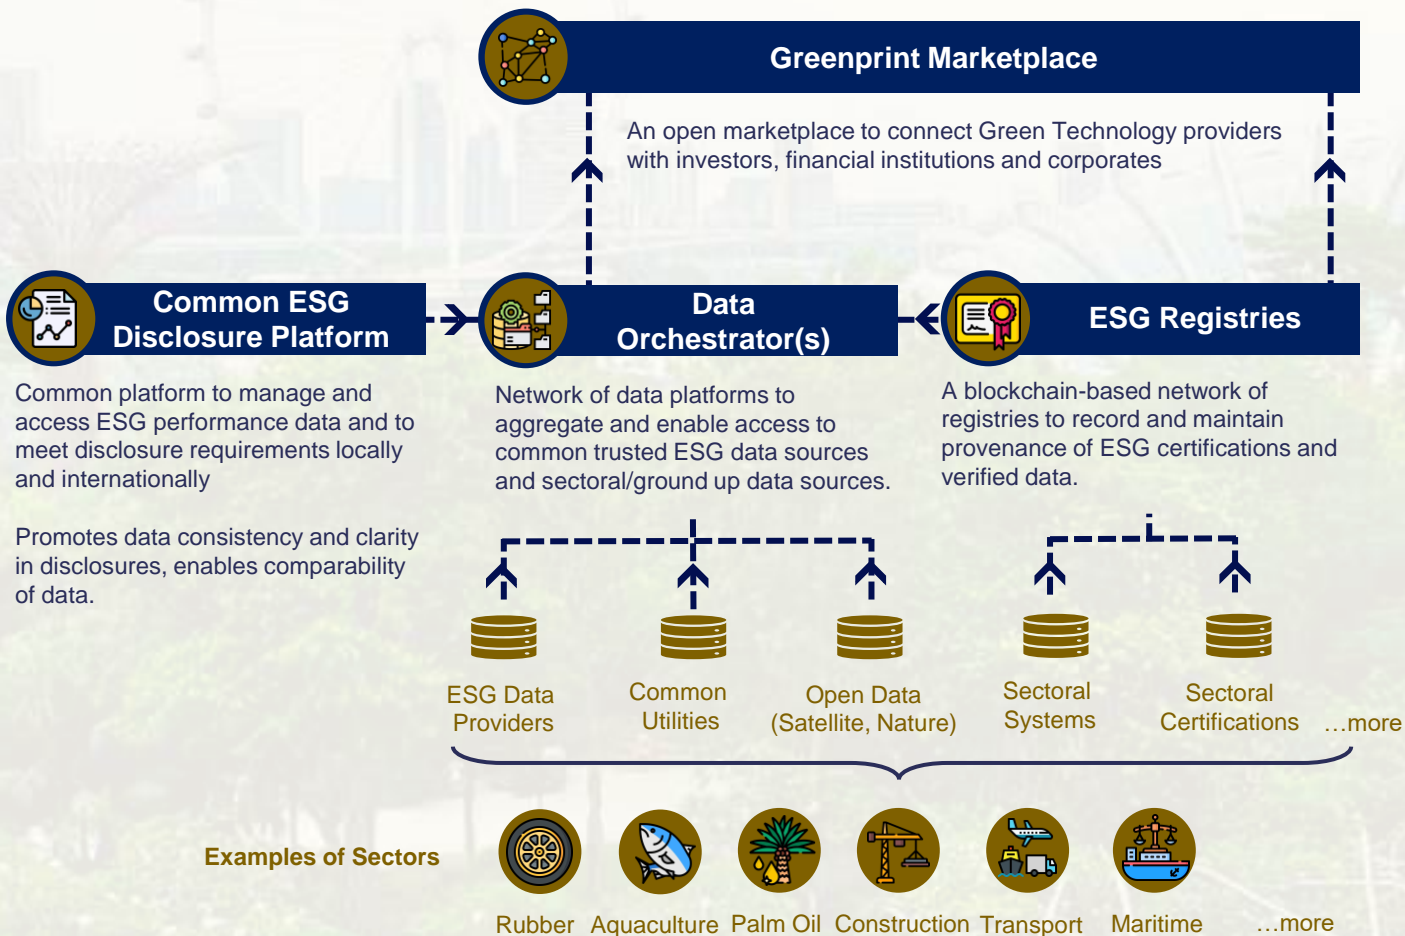 Greenprint Marketplace
An open marketplace to connect Green Technology providers
with investors, financial institutions and corporates
Common ESG
Disclosure Platform
Common platform to manage and
access ESG performance data and to
meet disclosure requirements locally
and internationally
Promotes data consistency and clarity
in disclosures, enables comparability
of data.
Data
Orchestrator(s)
Network of data platforms to
aggregate and enable access to
common trusted ESG data sources
and sectoral/ground up data sources.
ESG Registries
A blockchain-based network of
registries to record and maintain
provenance of ESG certifications and
verified data.
ESG Data
Providers
Common
Utilities
Open Data
(Satellite, Nature)
Sectoral
Systems
Sectoral
Certifications
…more
Examples of Sectors
Rubber
Aquaculture
Palm Oil
Construction
Transport
Maritime
…more